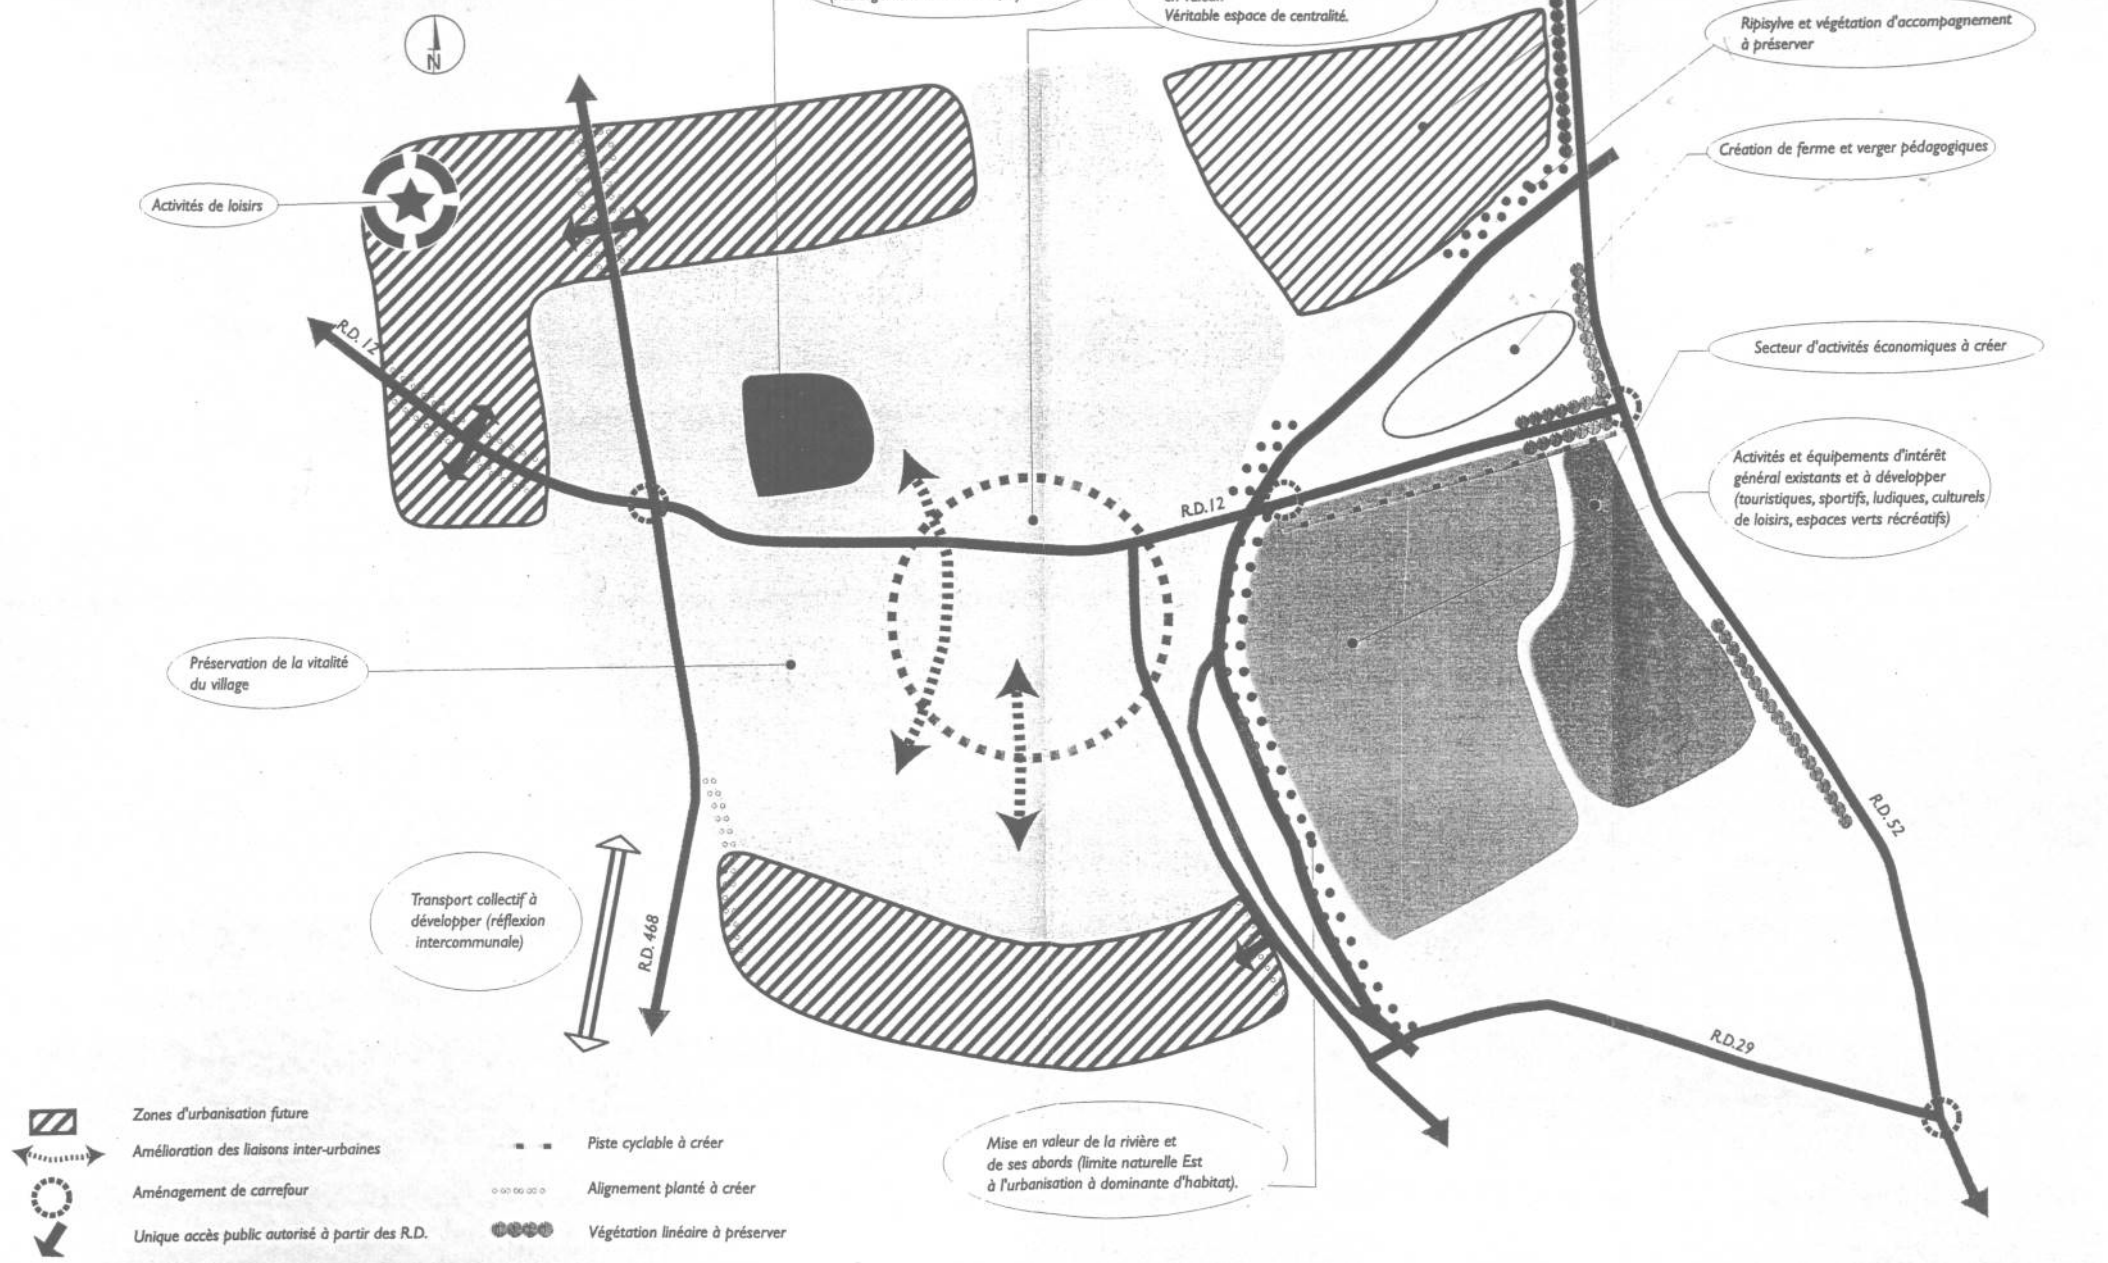 Véritable espace de centralité.
Ripisylve et végétation d'accompagnement
à préserver
Création de ferme et verger pédagogiques
Activités de loisirs
N
R.D. 12
Secteur d'activités économiques à créer
Activités et équipements d'intérêt
général existants et à développer
(touristiques, sportifs, ludiques, culturels
de loisirs, espaces verts récréatifs)
R.D.12
Préservation de la vitalité
du village
R.D. 52
Transport collectif à
développer (réflexion
intercommunale)
R.D. 468
R.D.29
Mise en valeur de la rivière et
de ses abords (limite naturelle Est
à l'urbanisation à dominante d'habitat).
Zones d'urbanisation future
Amélioration des liaisons inter-urbaines
Aménagement de carrefour
Unique accès public autorisé à partir des R.D.
Piste cyclable à créer
Alignement planté à créer
Végétation linéaire à préserver